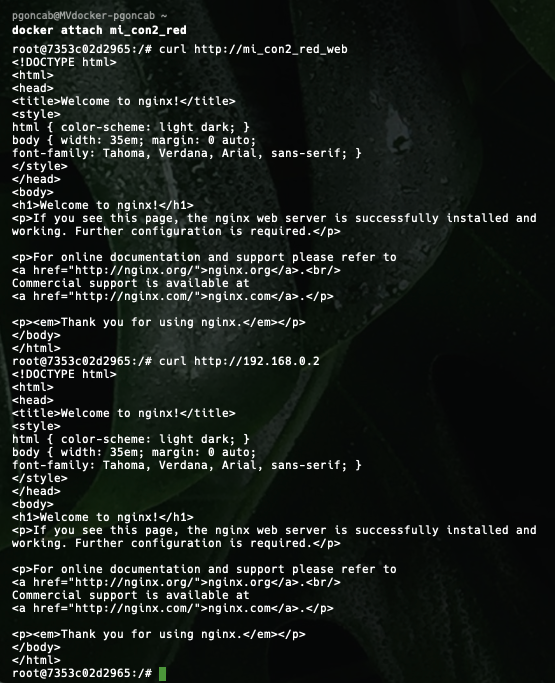 pgoncab@MVdocker-pgoncab ~
docker attach mi_con2_red
root@7353c02d2965:/# curl http://mi_con2_red_web
<!DOCTYPE html>
<html>
<head>
<title>Welcome to nginx!</title>
<style>
html { color-scheme: light dark; }
body { width: 35em; margin: 0 auto;
font-family: Tahoma, Verdana, Arial, sans-serif; }
</style>
</head>
<body>
<h1>Welcome to nginx!</h1>
<p>If you see this page, the nginx web server is successfully installed and
working. Further configuration is required.</p>

<p>For online documentation and support please refer to
<a href="http://nginx.org/">nginx.org</a>.<br/>
Commercial support is available at
<a href="http://nginx.com/">nginx.com</a>.</p>

<p><em>Thank you for using nginx.</em></p>
</body>
</html>
root@7353c02d2965:/# curl http://192.168.0.2
<!DOCTYPE html>
<html>
<head>
<title>Welcome to nginx!</title>
<style>
html { color-scheme: light dark; }
body { width: 35em; margin: 0 auto;
font-family: Tahoma, Verdana, Arial, sans-serif; }
</style>
</head>
<body>
<h1>Welcome to nginx!</h1>
<p>If you see this page, the nginx web server is successfully installed and
working. Further configuration is required.</p>

<p>For online documentation and support please refer to
<a href="http://nginx.org/">nginx.org</a>.<br/>
Commercial support is available at
<a href="http://nginx.com/">nginx.com</a>.</p>

<p><em>Thank you for using nginx.</em></p>
</body>
</html>
root@7353c02d2965:/#